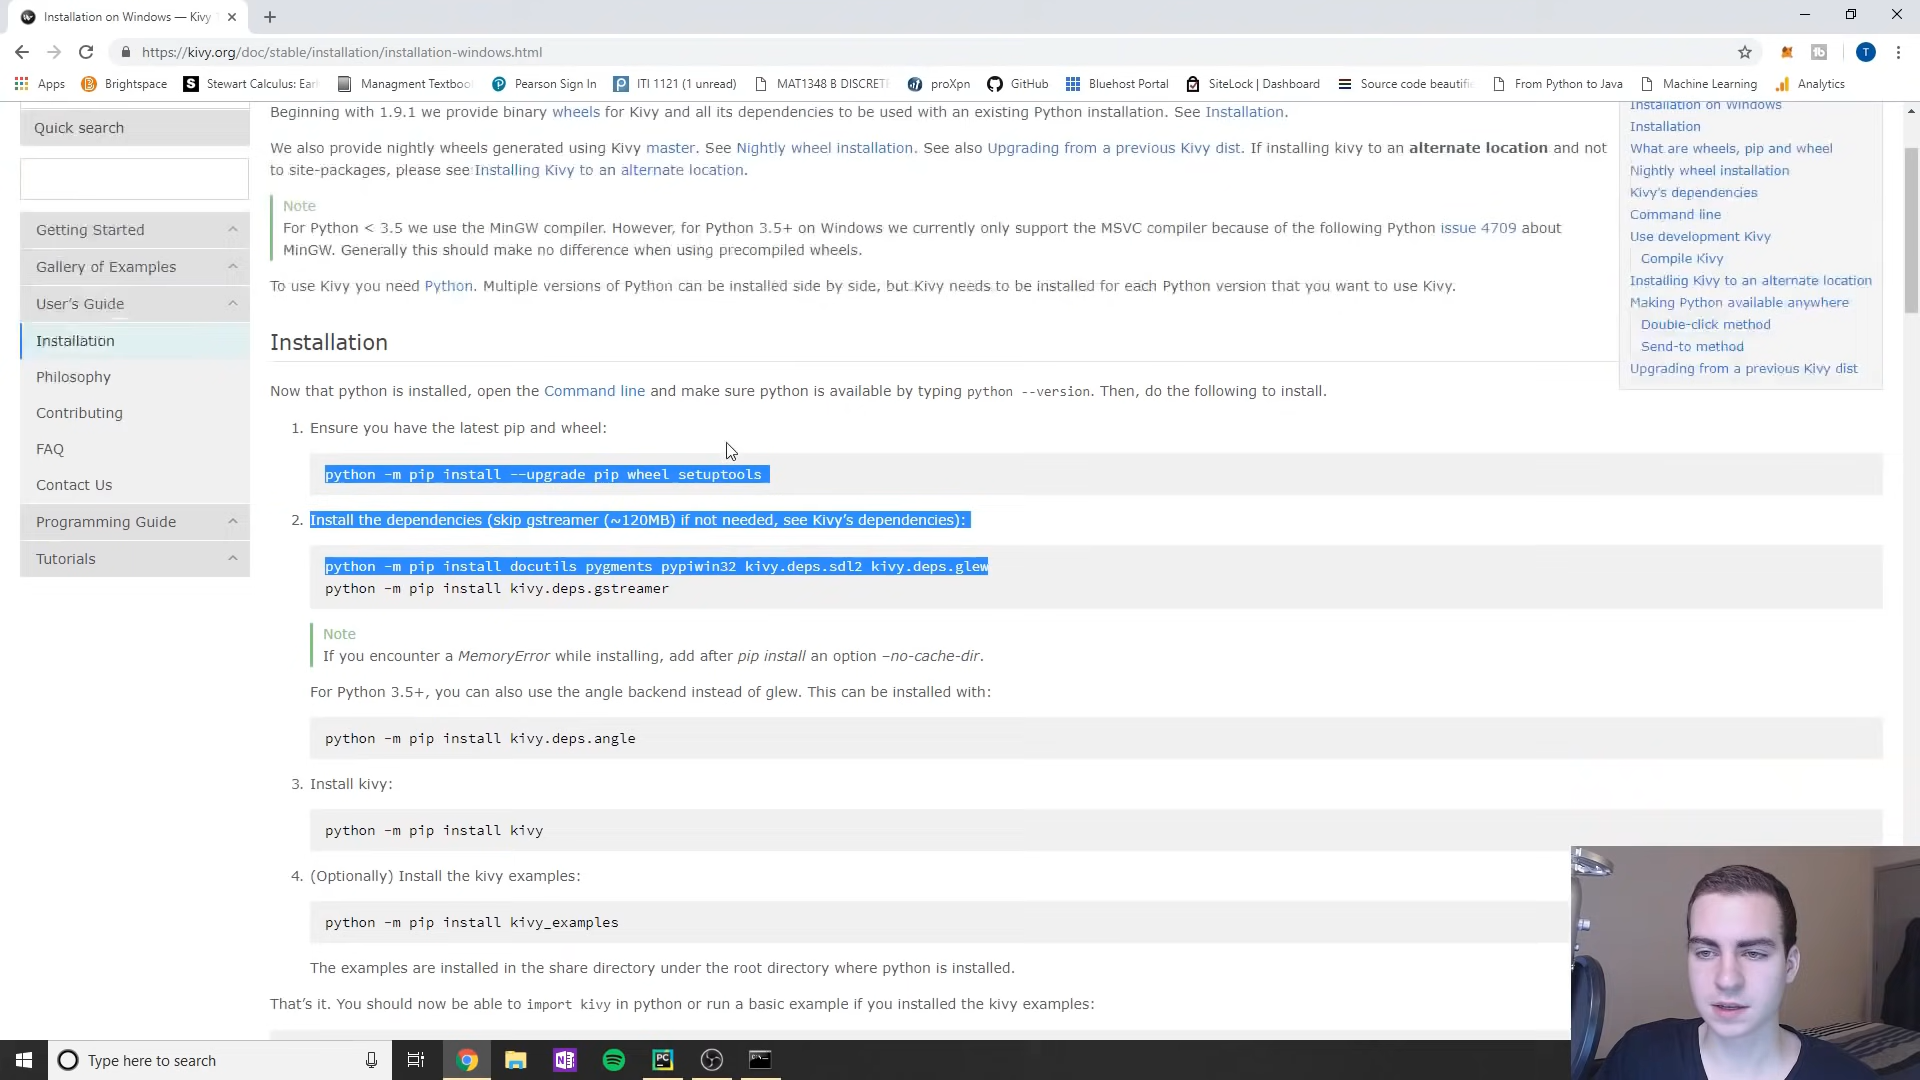 Installation on Windows — Kivy
https://kivy.org/doc/stable/installation/installation-windows.html
Apps
Brightspace
Stewart Calculus: Earl
Managment Textboo
Pearson Sign In
ITI 1121 (1 unread)
MAT1348 B DISCRETE
proXpn
GitHub
Bluehost Portal
SiteLock | Dashboard
Source code beautifi
From Python to Java
Machine Learning
Analytics
T
Quick search
Getting Started
Gallery of Examples
User's Guide
Installation
Philosophy
Contributing
FAQ
Contact Us
Programming Guide
Tutorials
Beginning with 1.9.1 we provide binary wheels for Kivy and all its dependencies to be used with an existing Python installation. See Installation.
We also provide nightly wheels generated using Kivy master. See Nightly wheel installation. See also Upgrading from a previous Kivy dist. If installing kivy to an alternate location and not
to site-packages, please see Installing Kivy to an alternate location.
Note
For Python < 3.5 we use the MinGW compiler. However, for Python 3.5+ on Windows we currently only support the MSVC compiler because of the following Python issue 4709 about
MinGW. Generally this should make no difference when using precompiled wheels.
To use Kivy you need Python. Multiple versions of Python can be installed side by side, but Kivy needs to be installed for each Python version that you want to use Kivy.
Installation
Now that python is installed, open the Command line and make sure python is available by typing python --version. Then, do the following to install.
1. Ensure you have the latest pip and wheel:
python -m pip install --upgrade pip wheel setuptools
2. Install the dependencies (skip gstreamer (~120MB) if not needed, see Kivy's dependencies):
python -m pip install docutils pygments pypiwin32 kivy.deps.sdl2 kivy.deps.glew
python -m pip install kivy.deps.gstreamer
Note
If you encounter a MemoryError while installing, add after pip install an option –no-cache-dir.
For Python 3.5+, you can also use the angle backend instead of glew. This can be installed with:
python -m pip install kivy.deps.angle
3. Install kivy:
python -m pip install kivy
4. (Optionally) Install the kivy examples:
python -m pip install kivy_examples
The examples are installed in the share directory under the root directory where python is installed.
That's it. You should now be able to import kivy in python or run a basic example if you installed the kivy examples:
Installation on Windows
Installation
What are wheels, pip and wheel
Nightly wheel installation
Kivy's dependencies
Command line
Use development Kivy
Compile Kivy
Installing Kivy to an alternate location
Making Python available anywhere
Double-click method
Send-to method
Upgrading from a previous Kivy dist
Type here to search